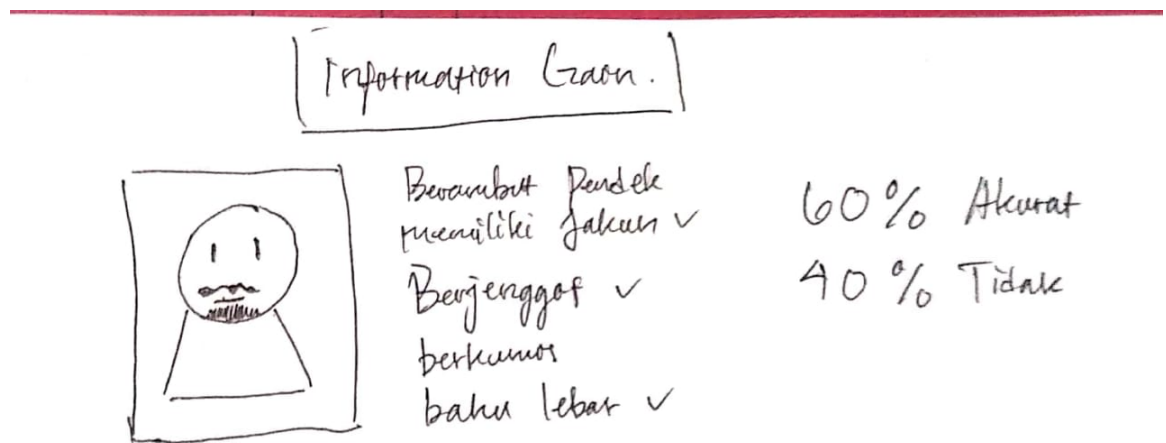 Information Gaon.
Berambut Pendek
memiliki Jakun ✓
Berjenggot ✓
berkumis
bahu lebar ✓
60% Akurat
40% Tidak